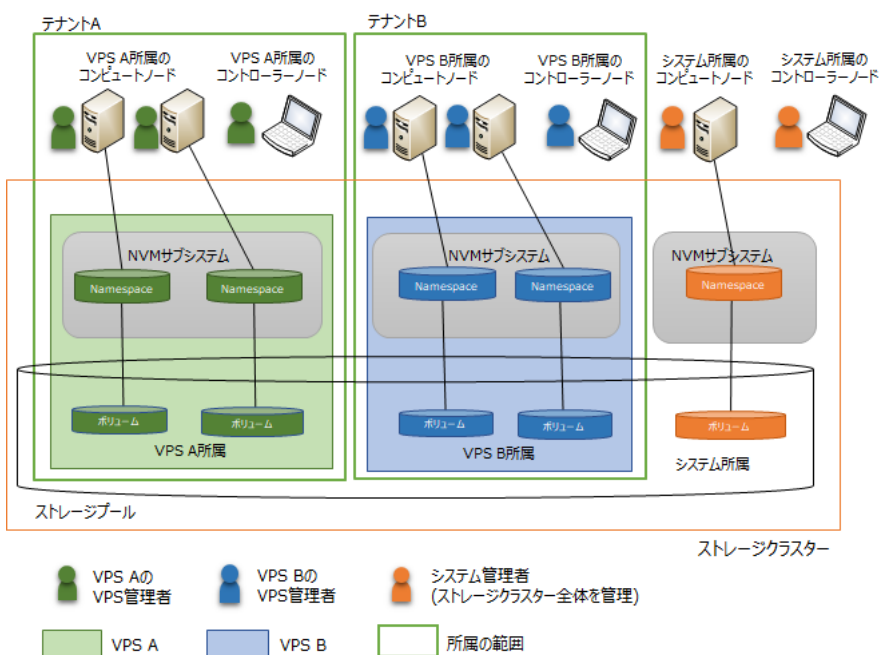 テナントA
テナントB
VPS A所属の
コンピュートノード
VPS A所属の
コントローラーノード
VPS B所属の
コンピュートノード
VPS B所属の
コントローラーノード
システム所属の
コンピュートノード
システム所属の
コントローラーノード
NVMサブシステム
NVMサブシステム
NVMサブシステム
Namespace
Namespace
Namespace
Namespace
Namespace
ボリューム
ボリューム
ボリューム
ボリューム
ボリューム
VPS A所属
VPS B所属
システム所属
ストレージプール
ストレージクラスター
VPS Aの
VPS管理者
VPS Bの
VPS管理者
システム管理者
(ストレージクラスター全体を管理)
VPS A
VPS B
所属の範囲